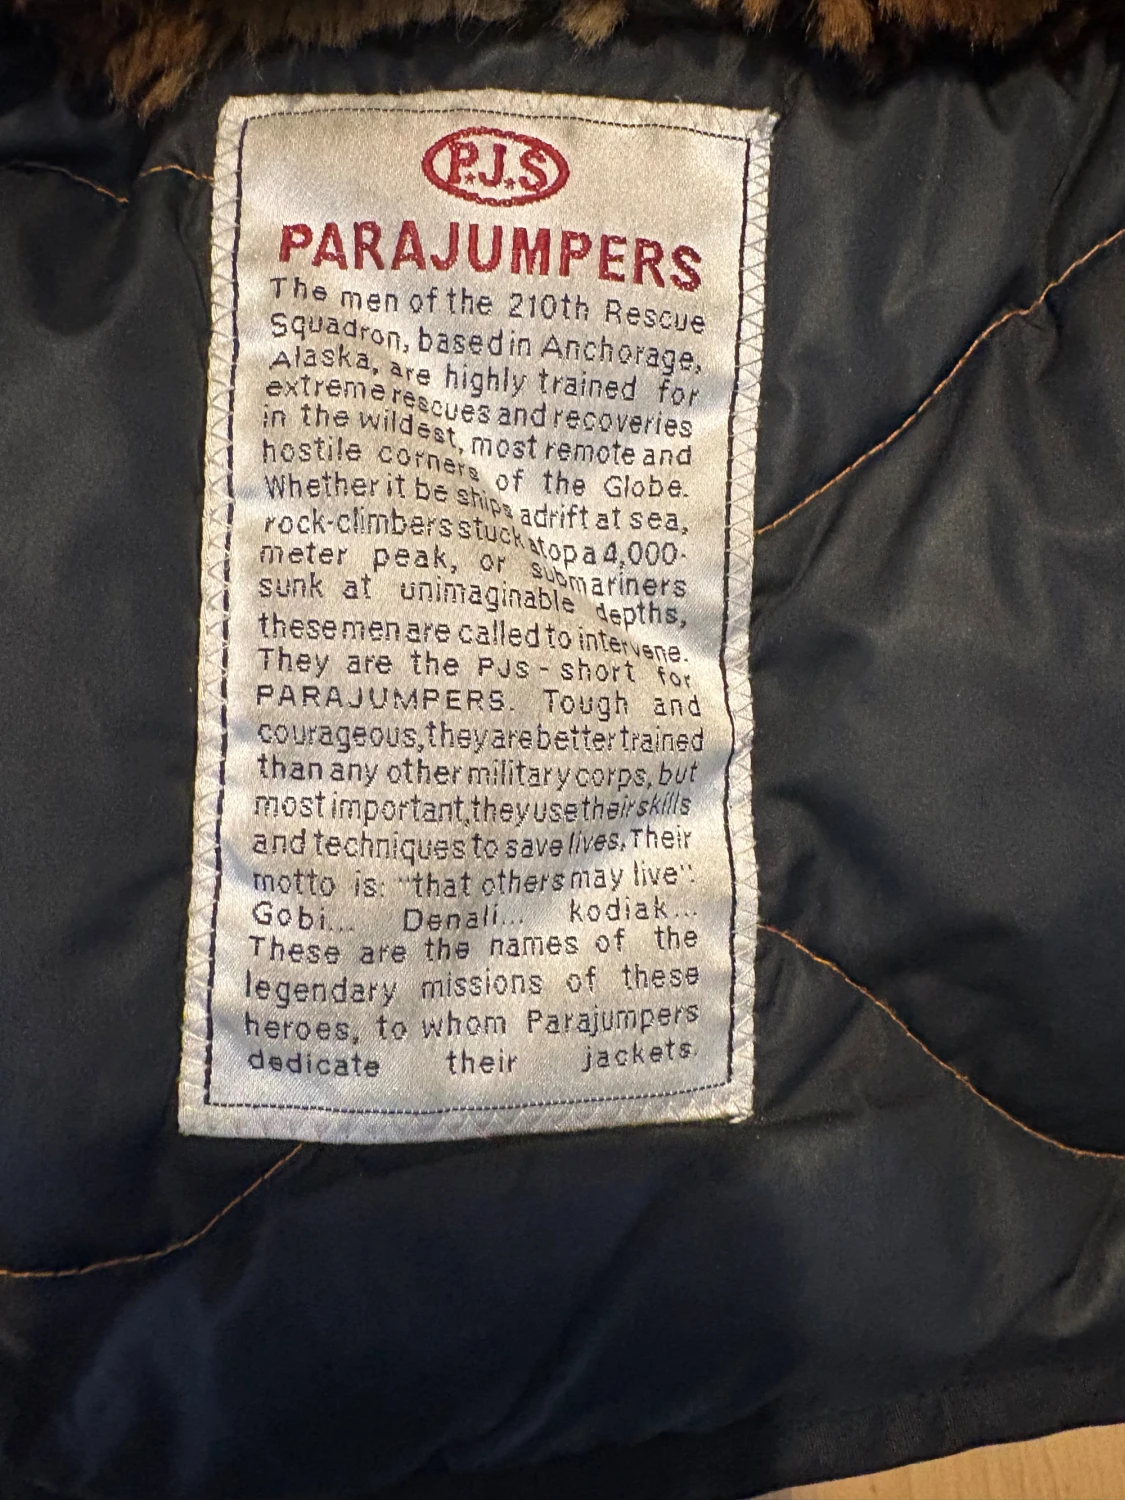 P.J.S
PARAJUMPERS
The men of the 210th Rescue
Squadron, based in Anchorage,
Alaska, are highly trained for
extreme rescues and recoveries
in the wildest, most remote and
hostile corners of the Globe.
Whether it be ships adrift at sea,
rock-climbers stuck atop a 4,000-
meter peak, or submariners
sunk at unimaginable depths,
these men are called to intervene.
They are the PJs - short for
PARAJUMPERS. Tough and
courageous, they are better trained
than any other military corps, but
most important, they use their skills
and techniques to save lives. Their
motto is: "that others may live".
Gobi... Denali... kodiak...
These are the names of the
legendary missions of these
heroes, to whom Parajumpers
dedicate their jackets.